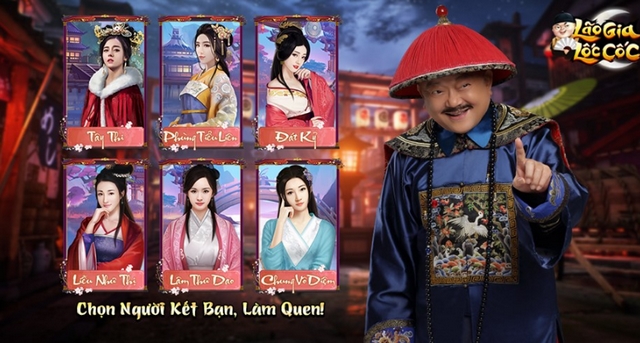 Lão Gia
Lốc Cốc
Tây Thi
Phùng Tiểu Liên
Đát Kỷ
Liễu Như Thị
Lâm Thư Dao
Chung Vô Diệm
Chọn Người Kết Bạn, Làm Quen!